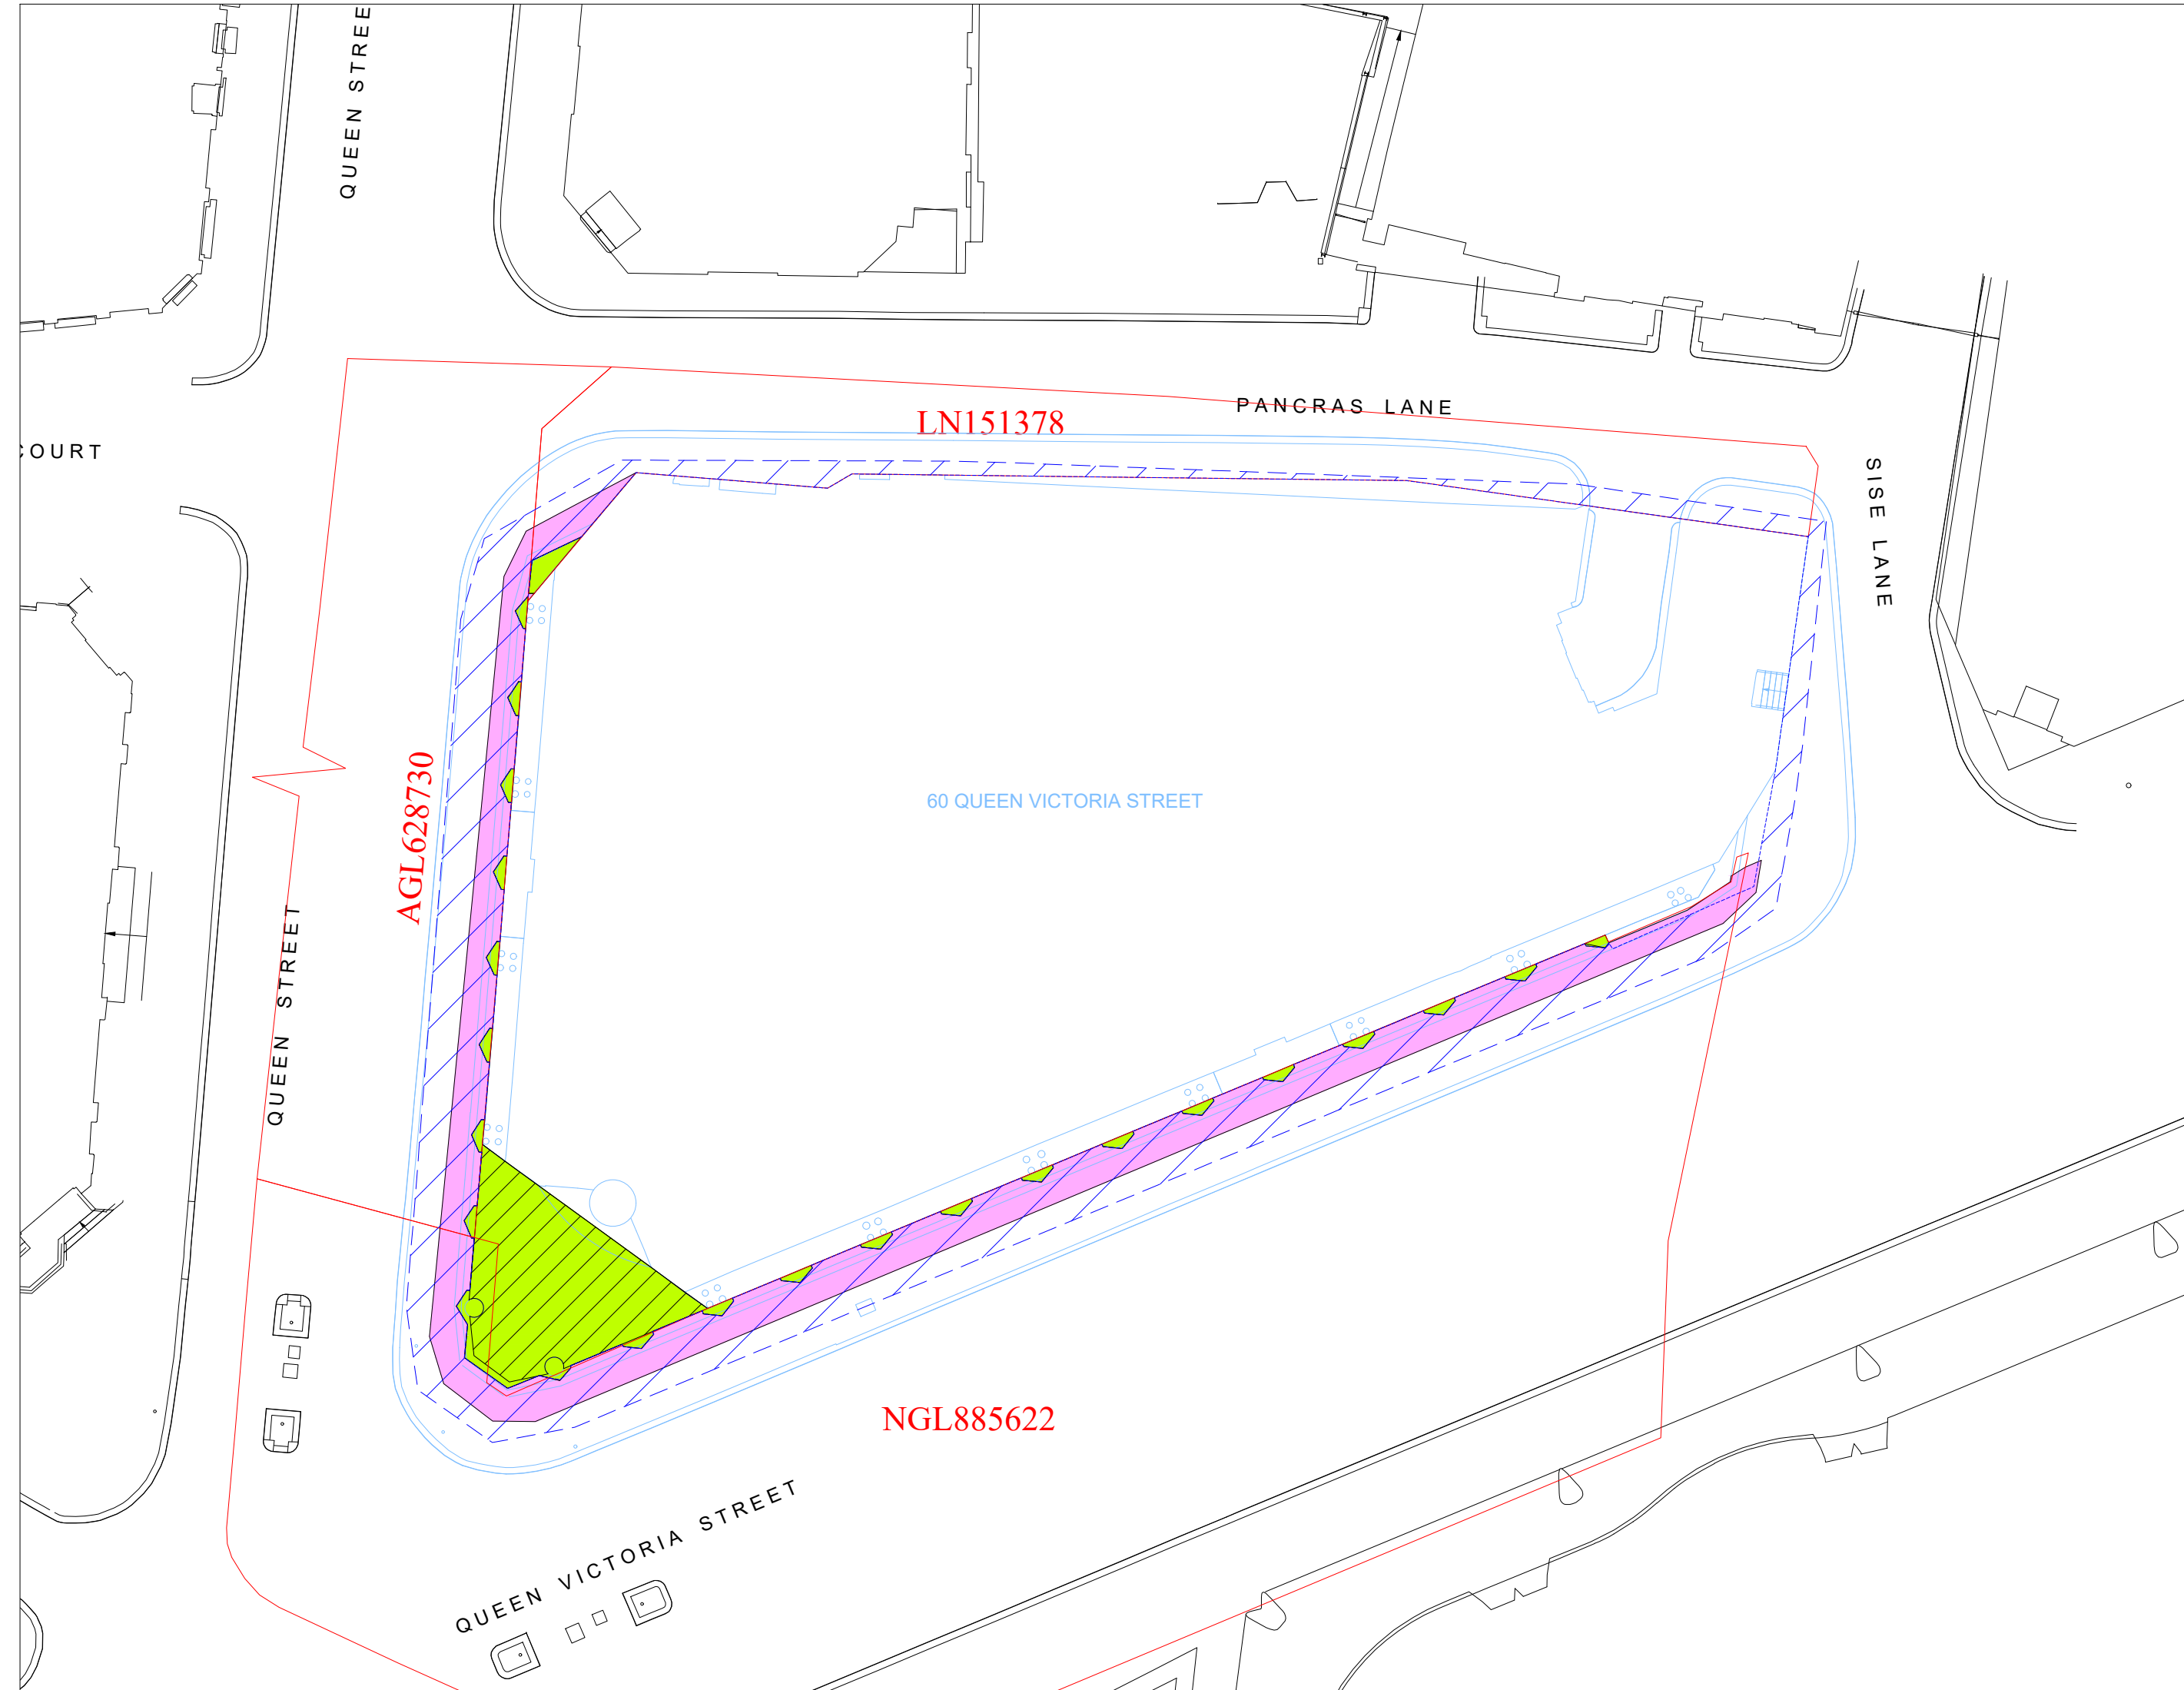 QUEEN STREE
PANCRAS LANE
LN151378
COURT
SISE LANE
60 QUEEN VICTORIA STREET
AGL628730
QUEEN STREET
NGL885622
QUEEN VICTORIA STREET